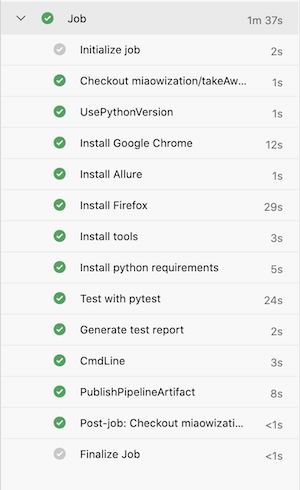 Job 1m 37s
Initialize job 2s
Checkout miaowization/takeAw... 1s
UsePythonVersion 1s
Install Google Chrome 12s
Install Allure 1s
Install Firefox 29s
Install tools 3s
Install python requirements 5s
Test with pytest 24s
Generate test report 2s
CmdLine 3s
PublishPipelineArtifact 8s
Post-job: Checkout miaowizati... <1s
Finalize Job <1s